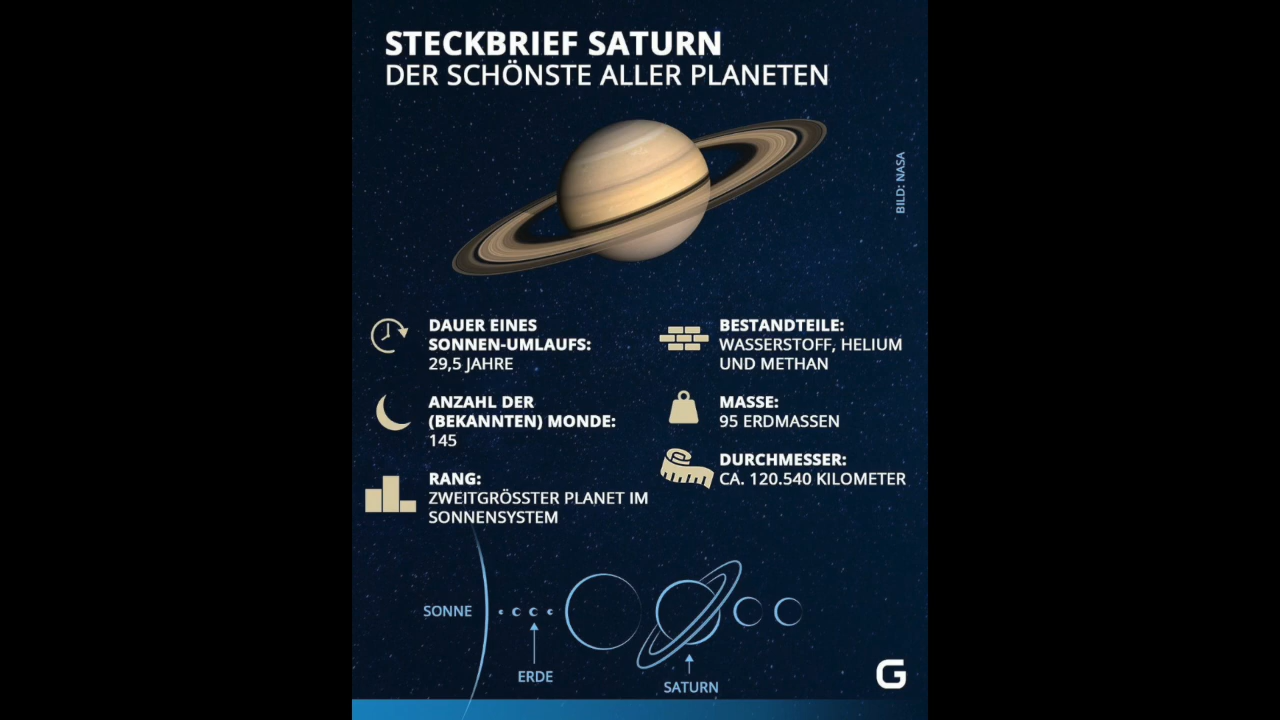 STECKBRIEF SATURN
DER SCHÖNSTE ALLER PLANETEN
BILD: NASA
DAUER EINES
SONNEN-UMLAUFS:
29,5 JAHRE
ANZAHL DER
(BEKANNTEN) MONDE:
145
RANG:
ZWEITGRÖSSTER PLANET IM
SONNENSYSTEM
BESTANDTEILE:
WASSERSTOFF, HELIUM
UND METHAN
MASSE:
95 ERDMASSEN
DURCHMESSER:
CA. 120.540 KILOMETER
SONNE
ERDE
SATURN
G